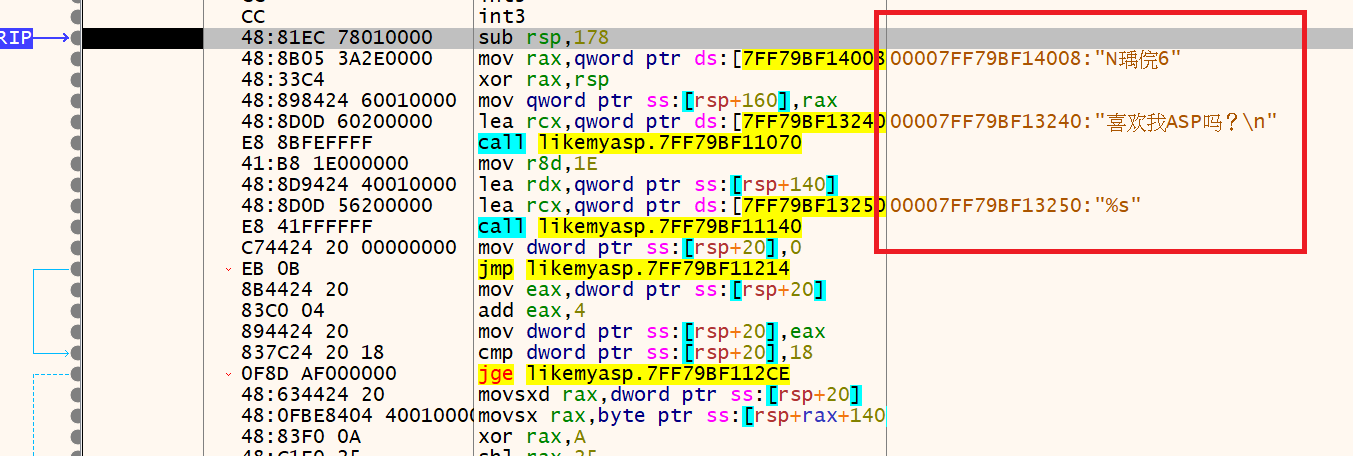 CC int3
RIP 48:81EC 78010000 sub rsp,178
48:8B05 3A2E0000 mov rax,qword ptr ds:[7FF79BF14008 00007FF79BF14008:"N瑀俒6"
48:33C4 xor rax,rsp
48:898424 60010000 mov qword ptr ss:[rsp+160],rax
48:8D0D 60200000 lea rcx,qword ptr ds:[7FF79BF13240 00007FF79BF13240:"喜欢我ASP吗？\n"
E8 8BFEFFFF call likemyasp.7FF79BF11070
41:B8 1E000000 mov r8d,1E
48:8D9424 40010000 lea rdx,qword ptr ss:[rsp+140]
48:8D0D 56200000 lea rcx,qword ptr ds:[7FF79BF13250 00007FF79BF13250:"%s"
E8 41FFFFFF call likemyasp.7FF79BF11140
C74424 20 00000000 mov dword ptr ss:[rsp+20],0
EB 0B jmp likemyasp.7FF79BF11214
8B4424 20 mov eax,dword ptr ss:[rsp+20]
83C0 04 add eax,4
894424 20 mov dword ptr ss:[rsp+20],eax
837C24 20 18 cmp dword ptr ss:[rsp+20],18
0F8D AF000000 jge likemyasp.7FF79BF112CE
48:634424 20 movsxd rax,dword ptr ss:[rsp+20]
48:0FBE8404 4001000 movsx rax,byte ptr ss:[rsp+rax+140
48:83F0 0A xor rax,A